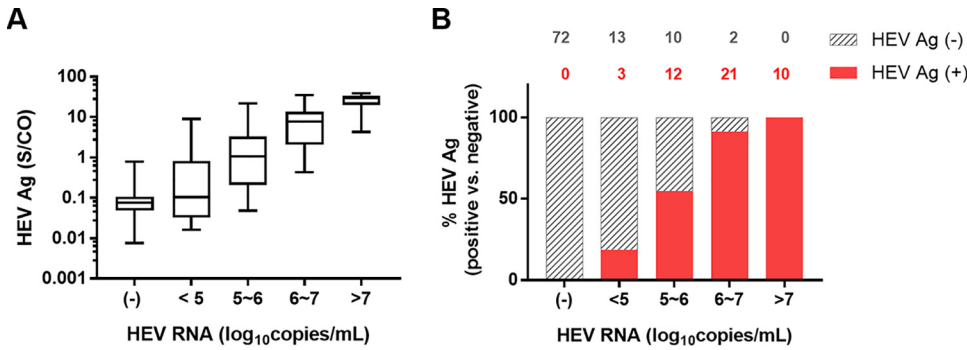 A
HEV Ag (S/CO)
100
10
1
0.1
0.01
0.001
(-) < 5 5~6 6~7 >7
HEV RNA (log10copies/mL)
B
72 13 10 2 0
0 3 12 21 10
HEV Ag (-)
HEV Ag (+)
% HEV Ag
(positive vs. negative)
100
50
0
(-) <5 5~6 6~7 >7
HEV RNA (log10copies/mL)